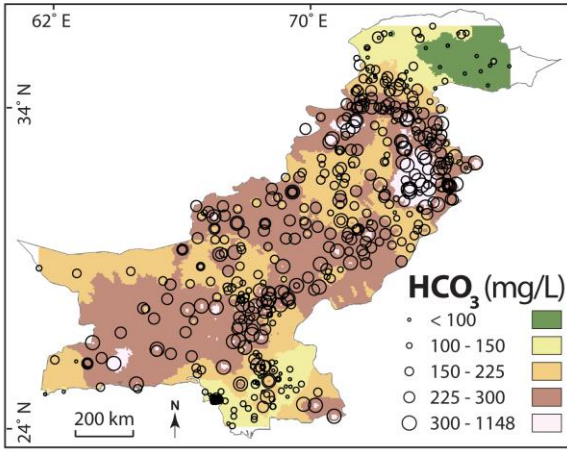 62° E
70° E
34° N
24° N
HCO₃ (mg/L)
< 100
100 - 150
150 - 225
225 - 300
300 - 1148
200 km
N